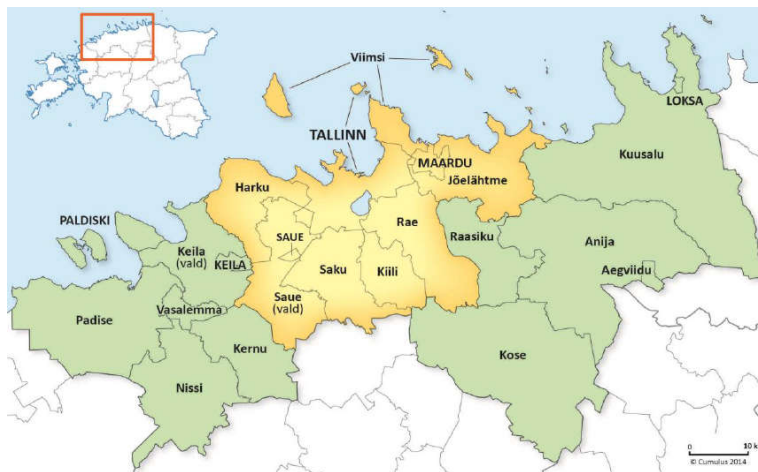 Viimsi
LOKSA
TALLINN
Kuusalu
MAARDU
Jõelähtme
Harku
PALDISKI
Rae
Keila
(vald)
KEILA
SAUE
Raasiku
Anija
Saku
Kiili
Aegviidu
Saue
(vald)
Vasalemma
Padise
Kernu
Kose
Nissi
0 10 k
© Cumulus 2014